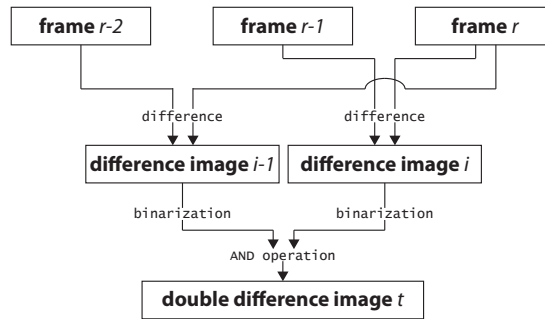 frame r-2
frame r-1
frame r
difference
difference
difference image i-1
difference image i
binarization
binarization
AND operation
double difference image t